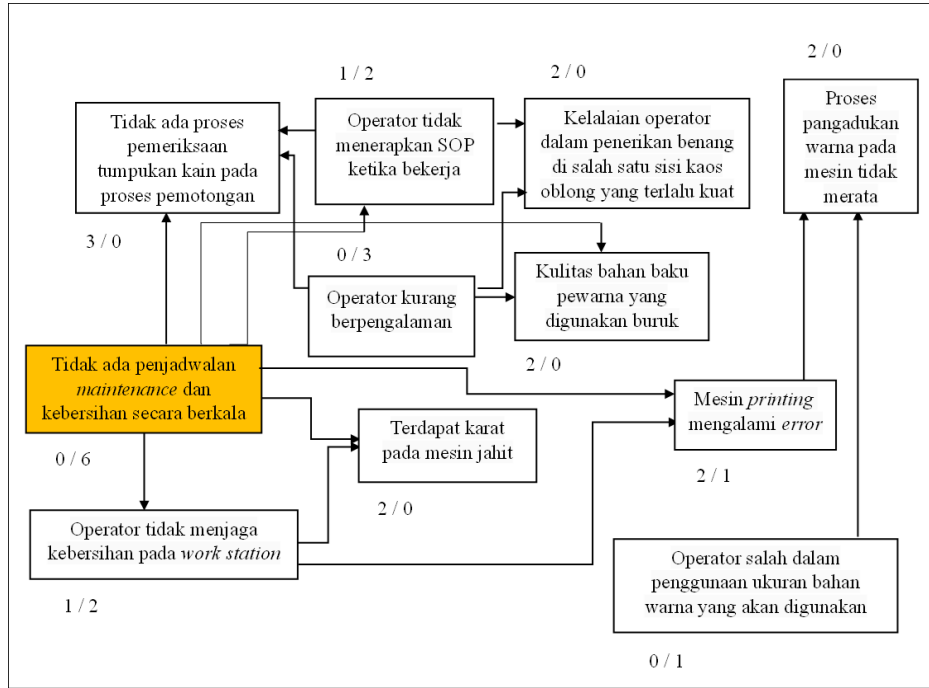 2 / 0
1 / 2
2 / 0
Proses
pangadukan
warna pada
mesin tidak
merata
Tidak ada proses
pemeriksaan
tumpukan kain pada
proses pemotongan
Operator tidak
menerapkan SOP
ketika bekerja
Kelalaian operator
dalam penerikan benang
di salah satu sisi kaos
oblong yang terlalu kuat
3 / 0
0 / 3
Operator kurang
berpengalaman
Kulitas bahan baku
pewarna yang
digunakan buruk
2 / 0
Tidak ada penjadwalan
maintenance dan
kebersihan secara berkala
Mesin printing
mengalami error
Terdapat karat
pada mesin jahit
0 / 6
2 / 1
2 / 0
Operator tidak menjaga
kebersihan pada work station
Operator salah dalam
penggunaan ukuran bahan
warna yang akan digunakan
1 / 2
0 / 1